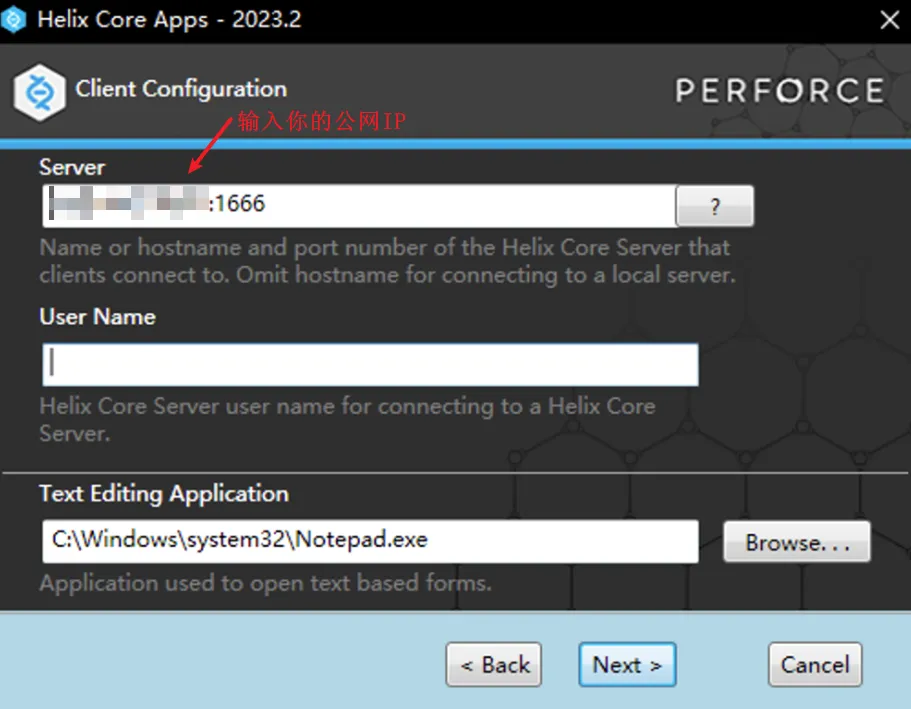 Helix Core Apps - 2023.2
Client Configuration
PERFORCE
输入你的公网IP
Server
:1666
?
Name or hostname and port number of the Helix Core Server that
clients connect to. Omit hostname for connecting to a local server.
User Name
Helix Core Server user name for connecting to a Helix Core
Server.
Text Editing Application
C:\Windows\system32\Notepad.exe
Browse...
Application used to open text based forms.
< Back
Next >
Cancel